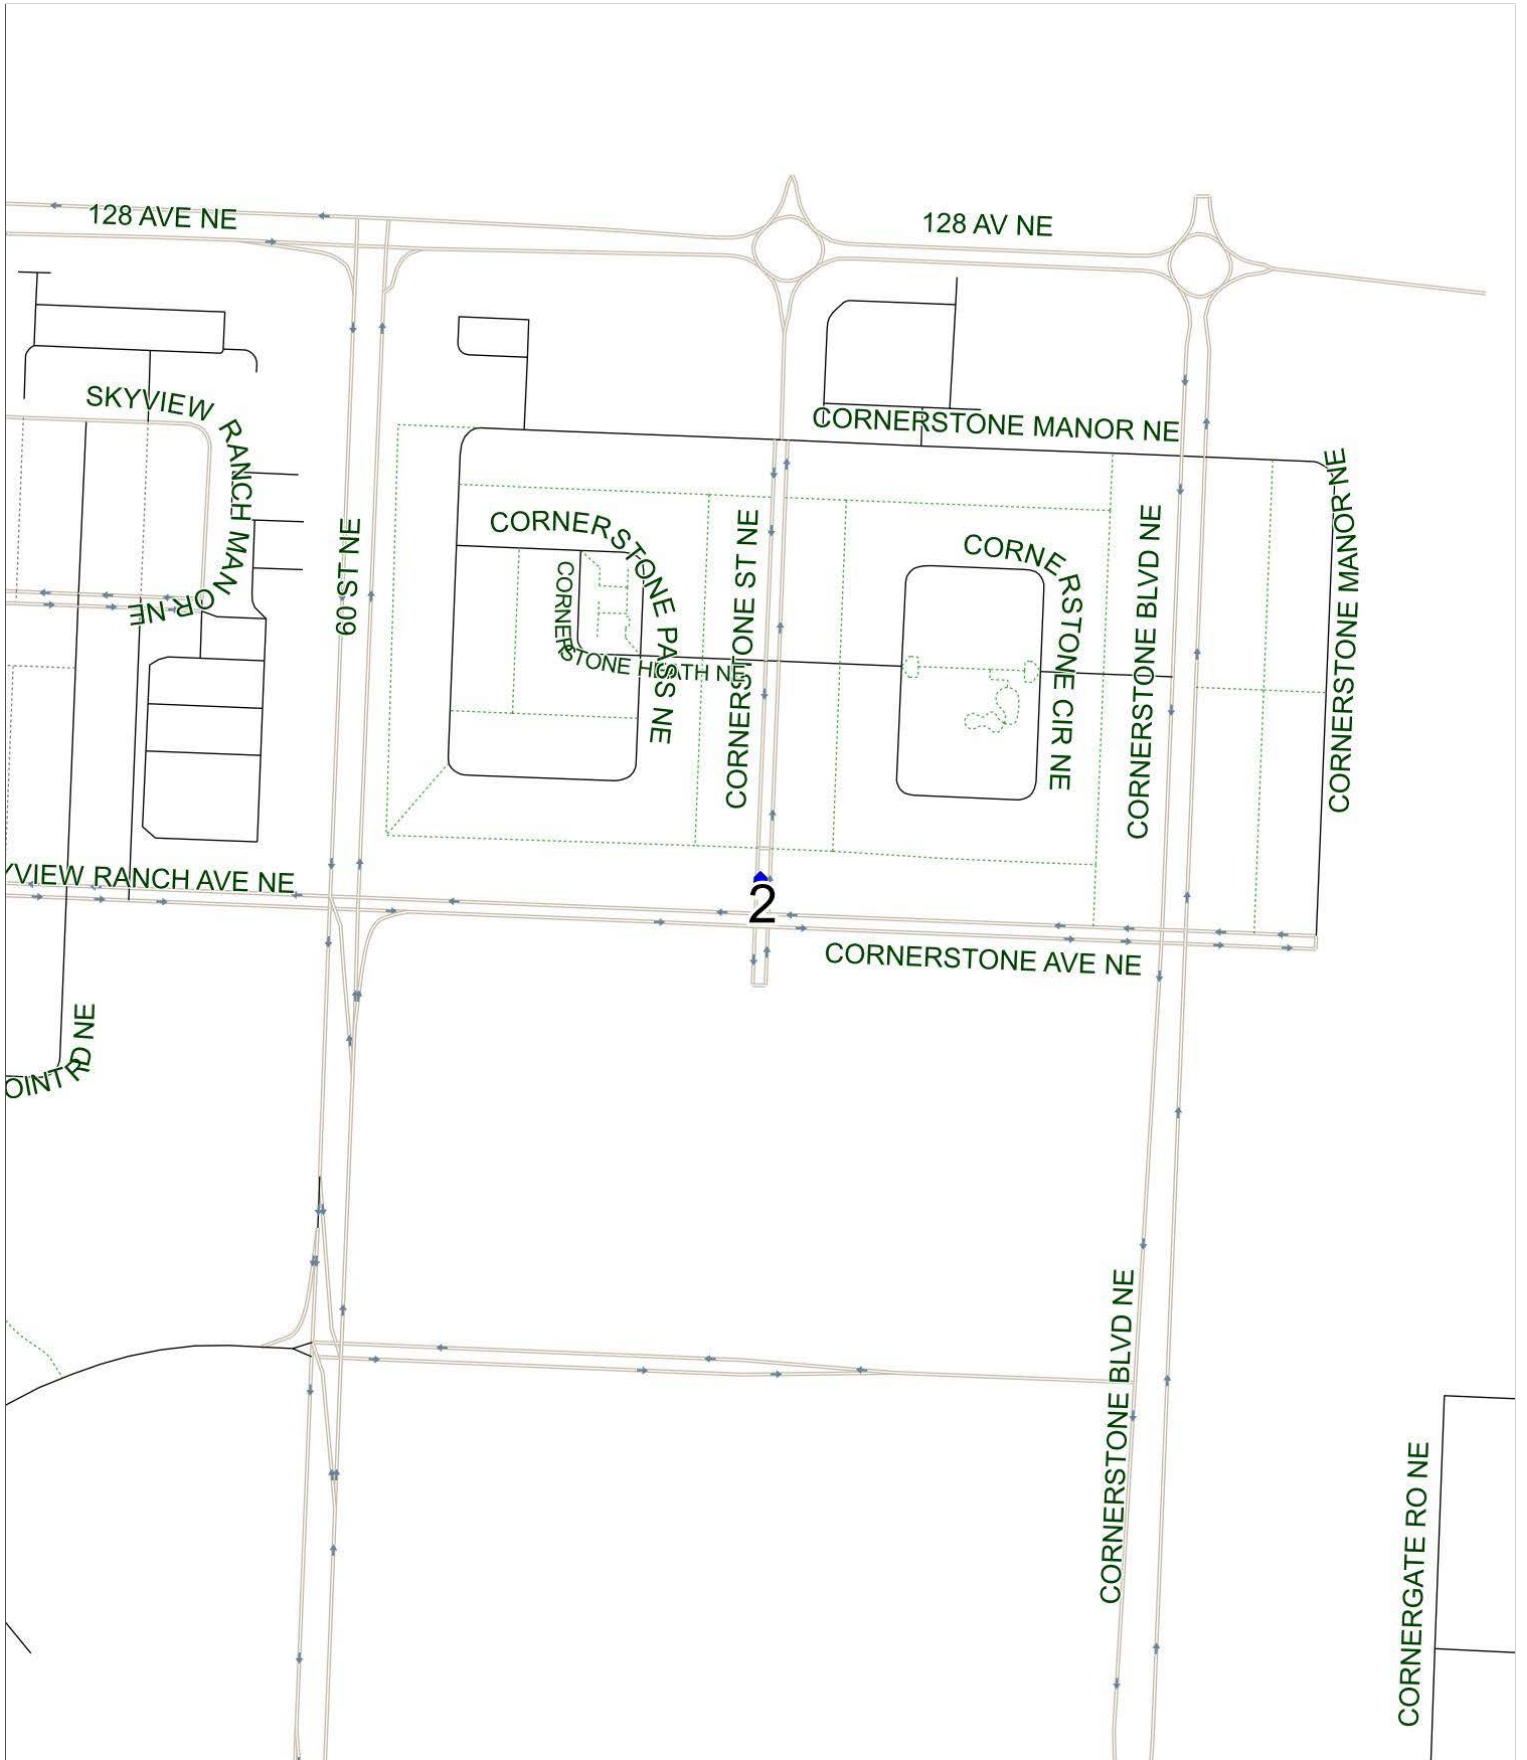 128 AVE NE
128 AV NE
SKYVIEW RANCH MANOR NE
CORNERSTONE MANOR NE
CORNERSTONE MANOR NE
60 ST NE
CORNERSTONE PASS NE
CORNERSTONE HEATH NE
CORNERSTONE ST NE
CORNERSTONE CIR NE
CORNERSTONE BLVD NE
YVIEW RANCH AVE NE
2
CORNERSTONE AVE NE
OINT RD NE
CORNERSTONE BLVD NE
CORNERGATE RO NE